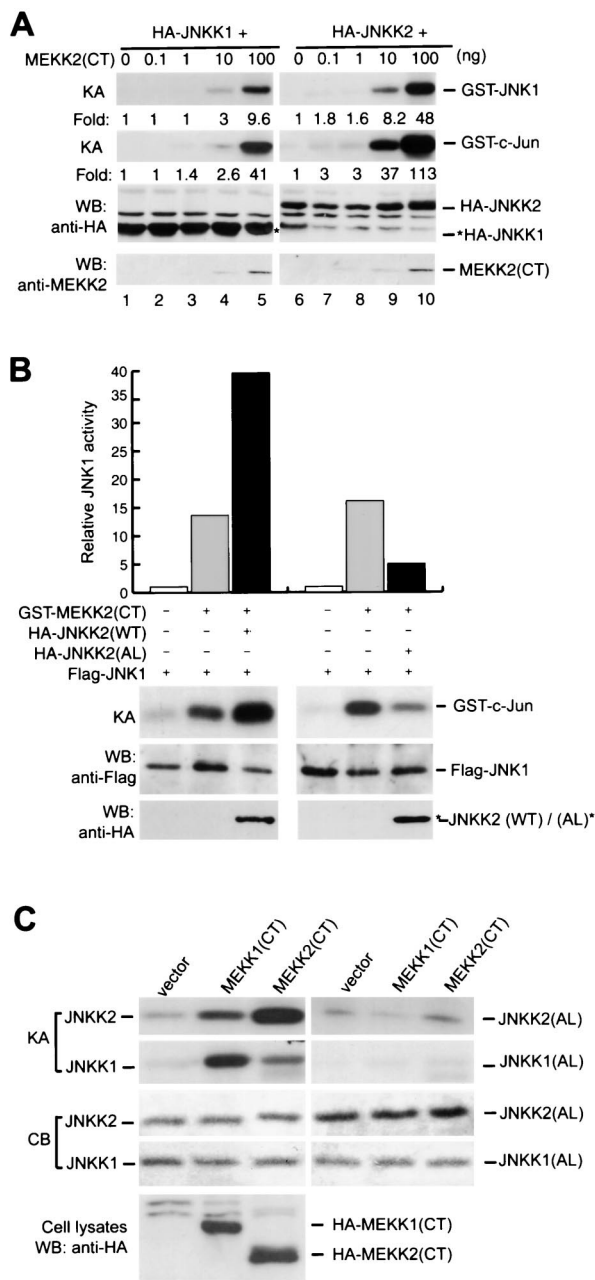 A
HA-JNKK1 + HA-JNKK2 +
MEKK2(CT) 0 0.1 1 10 100 0 0.1 1 10 100 (ng)
KA GST-JNK1
Fold: 1 1 1 3 9.6 1 1.8 1.6 8.2 48
KA GST-c-Jun
Fold: 1 1 1.4 2.6 41 1 3 3 37 113
WB: HA-JNKK2
anti-HA * *HA-JNKK1
WB: MEKK2(CT)
anti-MEKK2
1 2 3 4 5 6 7 8 9 10
B
Relative JNK1 activity
40
35
30
25
20
15
10
5
0
GST-MEKK2(CT) − + + − + +
HA-JNKK2(WT) − − + − − −
HA-JNKK2(AL) − − − − − +
Flag-JNK1 + + + + + +
KA GST-c-Jun
WB: Flag-JNK1
anti-Flag
WB: *JNKK2 (WT) / (AL)*
anti-HA
C
vector MEKK1(CT) MEKK2(CT) vector MEKK1(CT) MEKK2(CT)
KA JNKK2 JNKK2(AL)
JNKK1 JNKK1(AL)
CB JNKK2 JNKK2(AL)
JNKK1 JNKK1(AL)
Cell lysates HA-MEKK1(CT)
WB: anti-HA HA-MEKK2(CT)